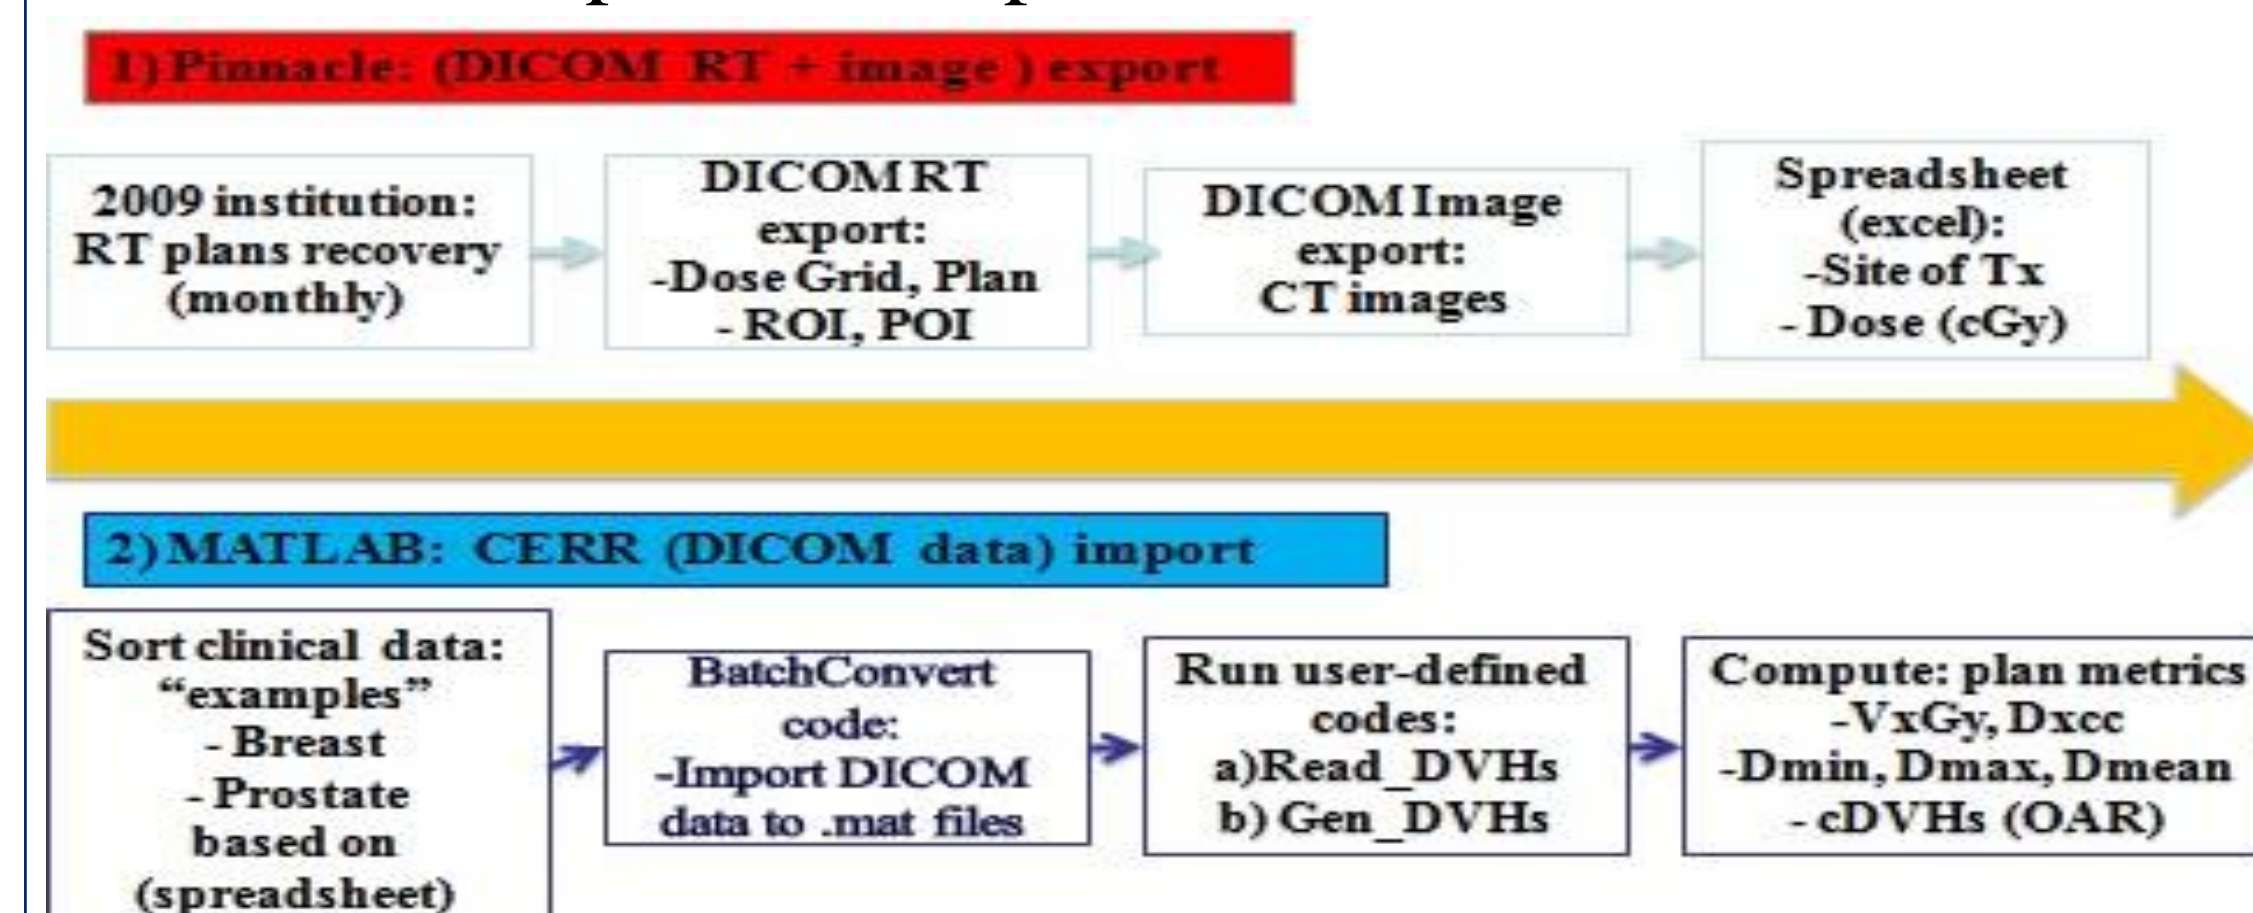 1) Pinnacle: (DICOM RT + image ) export
2009 institution:
RT plans recovery
(monthly)
DICOM RT
export:
-Dose Grid, Plan
- ROI, POI
DICOM Image
export:
CT images
Spreadsheet
(excel):
-Site of Tx
- Dose (cGy)
2) MATLAB: CERR (DICOM data) import
Sort clinical data:
“examples”
- Breast
- Prostate
based on
(spreadsheet)
BatchConvert
code:
-Import DICOM
data to .mat files
Run user-defined
codes:
a)Read_DVHs
b) Gen_DVHs
Compute: plan metrics
-VxGy, Dxcc
-Dmin, Dmax, Dmean
- cDVHs (OAR)